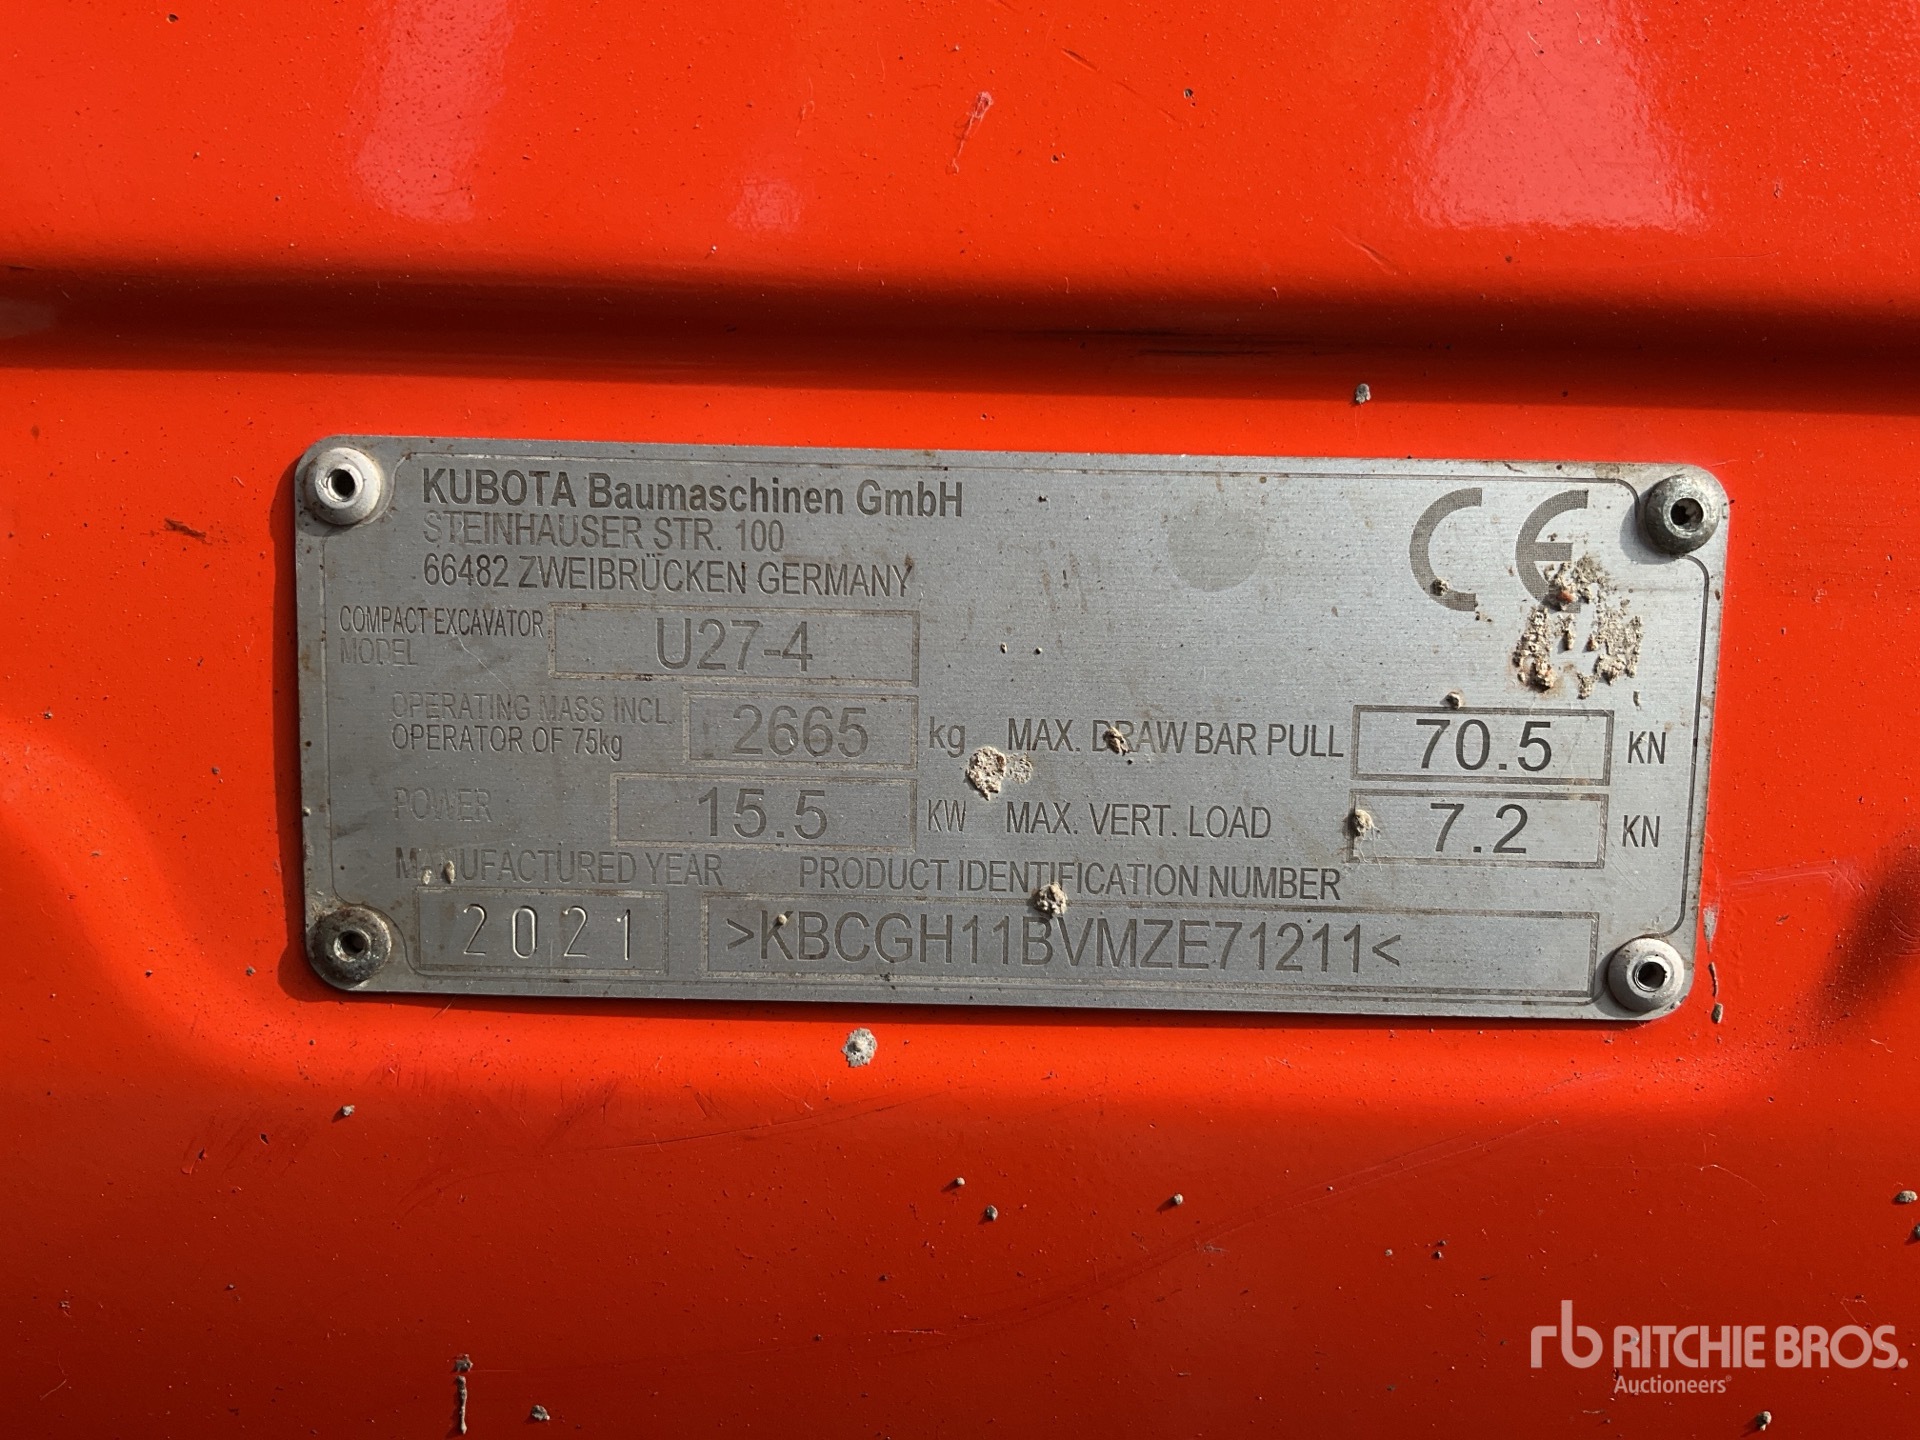 KUBOTA Baumaschinen GmbH
STEINHAUSER STR. 100
66482 ZWEIBRÜCKEN GERMANY
CE
COMPACT EXCAVATOR
MODEL
U27-4
OPERATING MASS INCL.
OPERATOR OF 75kg
2665 kg
MAX. DRAW BAR PULL 70.5 KN
POWER 15.5 KW
MAX. VERT. LOAD 7.2 KN
MANUFACTURED YEAR
2021
PRODUCT IDENTIFICATION NUMBER
>KBCGH11BVMZE71211<
rb RITCHIE BROS.
Auctioneers